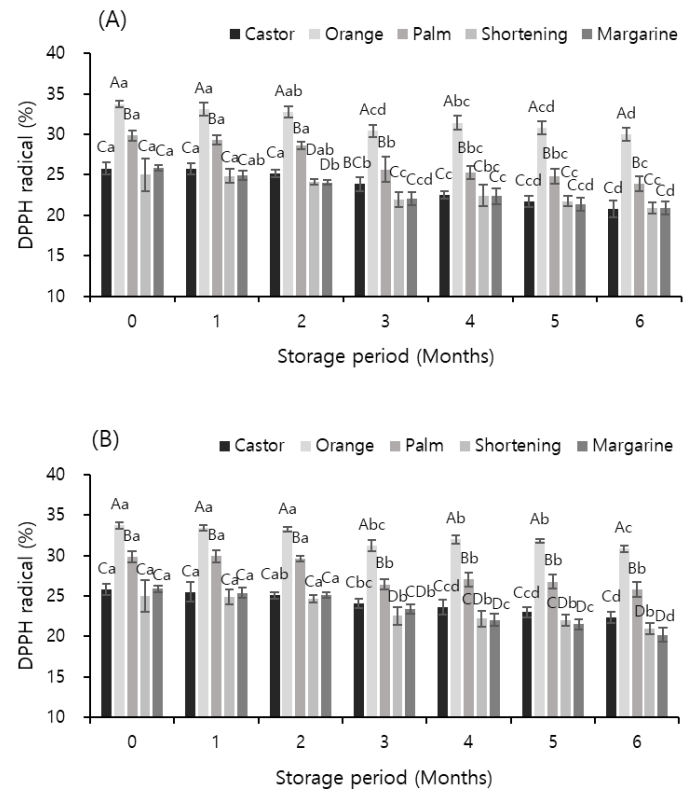 (A)
Castor Orange Palm Shortening Margarine
DPPH radical (%)
40
35
30
25
20
15
10
Ca Aa Ba Ca Ca
Ca Aa Ba Ca Cab
Ca Aab Ba Dab Db
BCb Acd Bb Cc Ccd
Cc Abc Bbc Cbc Cc
Ccd Acd Bbc Cc Ccd
Cd Ad Bc Cc Cd
0 1 2 3 4 5 6
Storage period (Months)
(B)
Castor Orange Palm Shortening Margarine
DPPH radical (%)
40
35
30
25
20
15
10
Ca Aa Ba Ca Ca
Ca Aa Ba Ca Ca
Cab Aa Ba Ca Ca
Cbc Abc Bb Db CDb
Ccd Ab Bb CDb Dc
Ccd Ab Bb CDb Dc
Cd Ac Bb Db Dd
0 1 2 3 4 5 6
Storage period (Months)